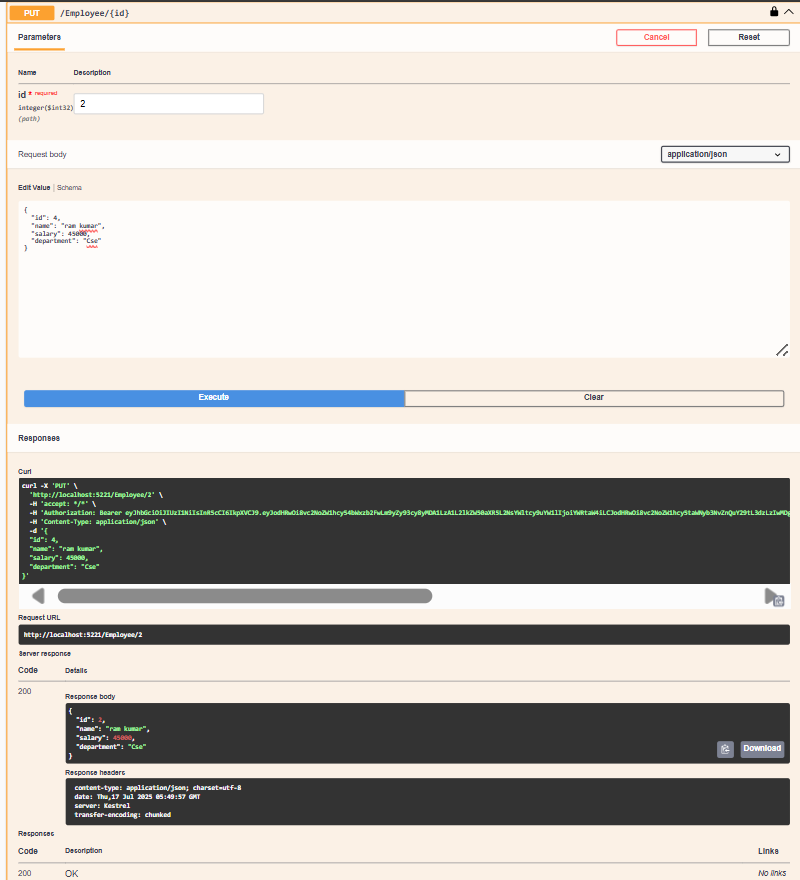 PUT /Employee/{id}
Parameters
Cancel Reset
Name Description
id * required
integer($int32)
(path)
2
Request body
application/json
Edit Value | Schema
{
"id": 4,
"name": "ram kumar",
"salary": 45000,
"department": "Cse"
}
Execute Clear
Responses
Curl
curl -X 'PUT' \
'http://localhost:5221/Employee/2' \
-H 'accept: */*' \
-H 'Authorization: Bearer
-H 'Content-Type: application/json' \
-d '{
"id": 4,
"name": "ram kumar",
"salary": 45000,
"department": "Cse"
}'
Request URL
http://localhost:5221/Employee/2
Server response
Code Details
200
Response body
{
"id": 2,
"name": "ram kumar",
"salary": 45000,
"department": "Cse"
}
Download
Response headers
content-type: application/json; charset=utf-8
date: Thu,17 Jul 2025 05:49:57 GMT
server: Kestrel
transfer-encoding: chunked
Responses
Code Description Links
200 OK No links